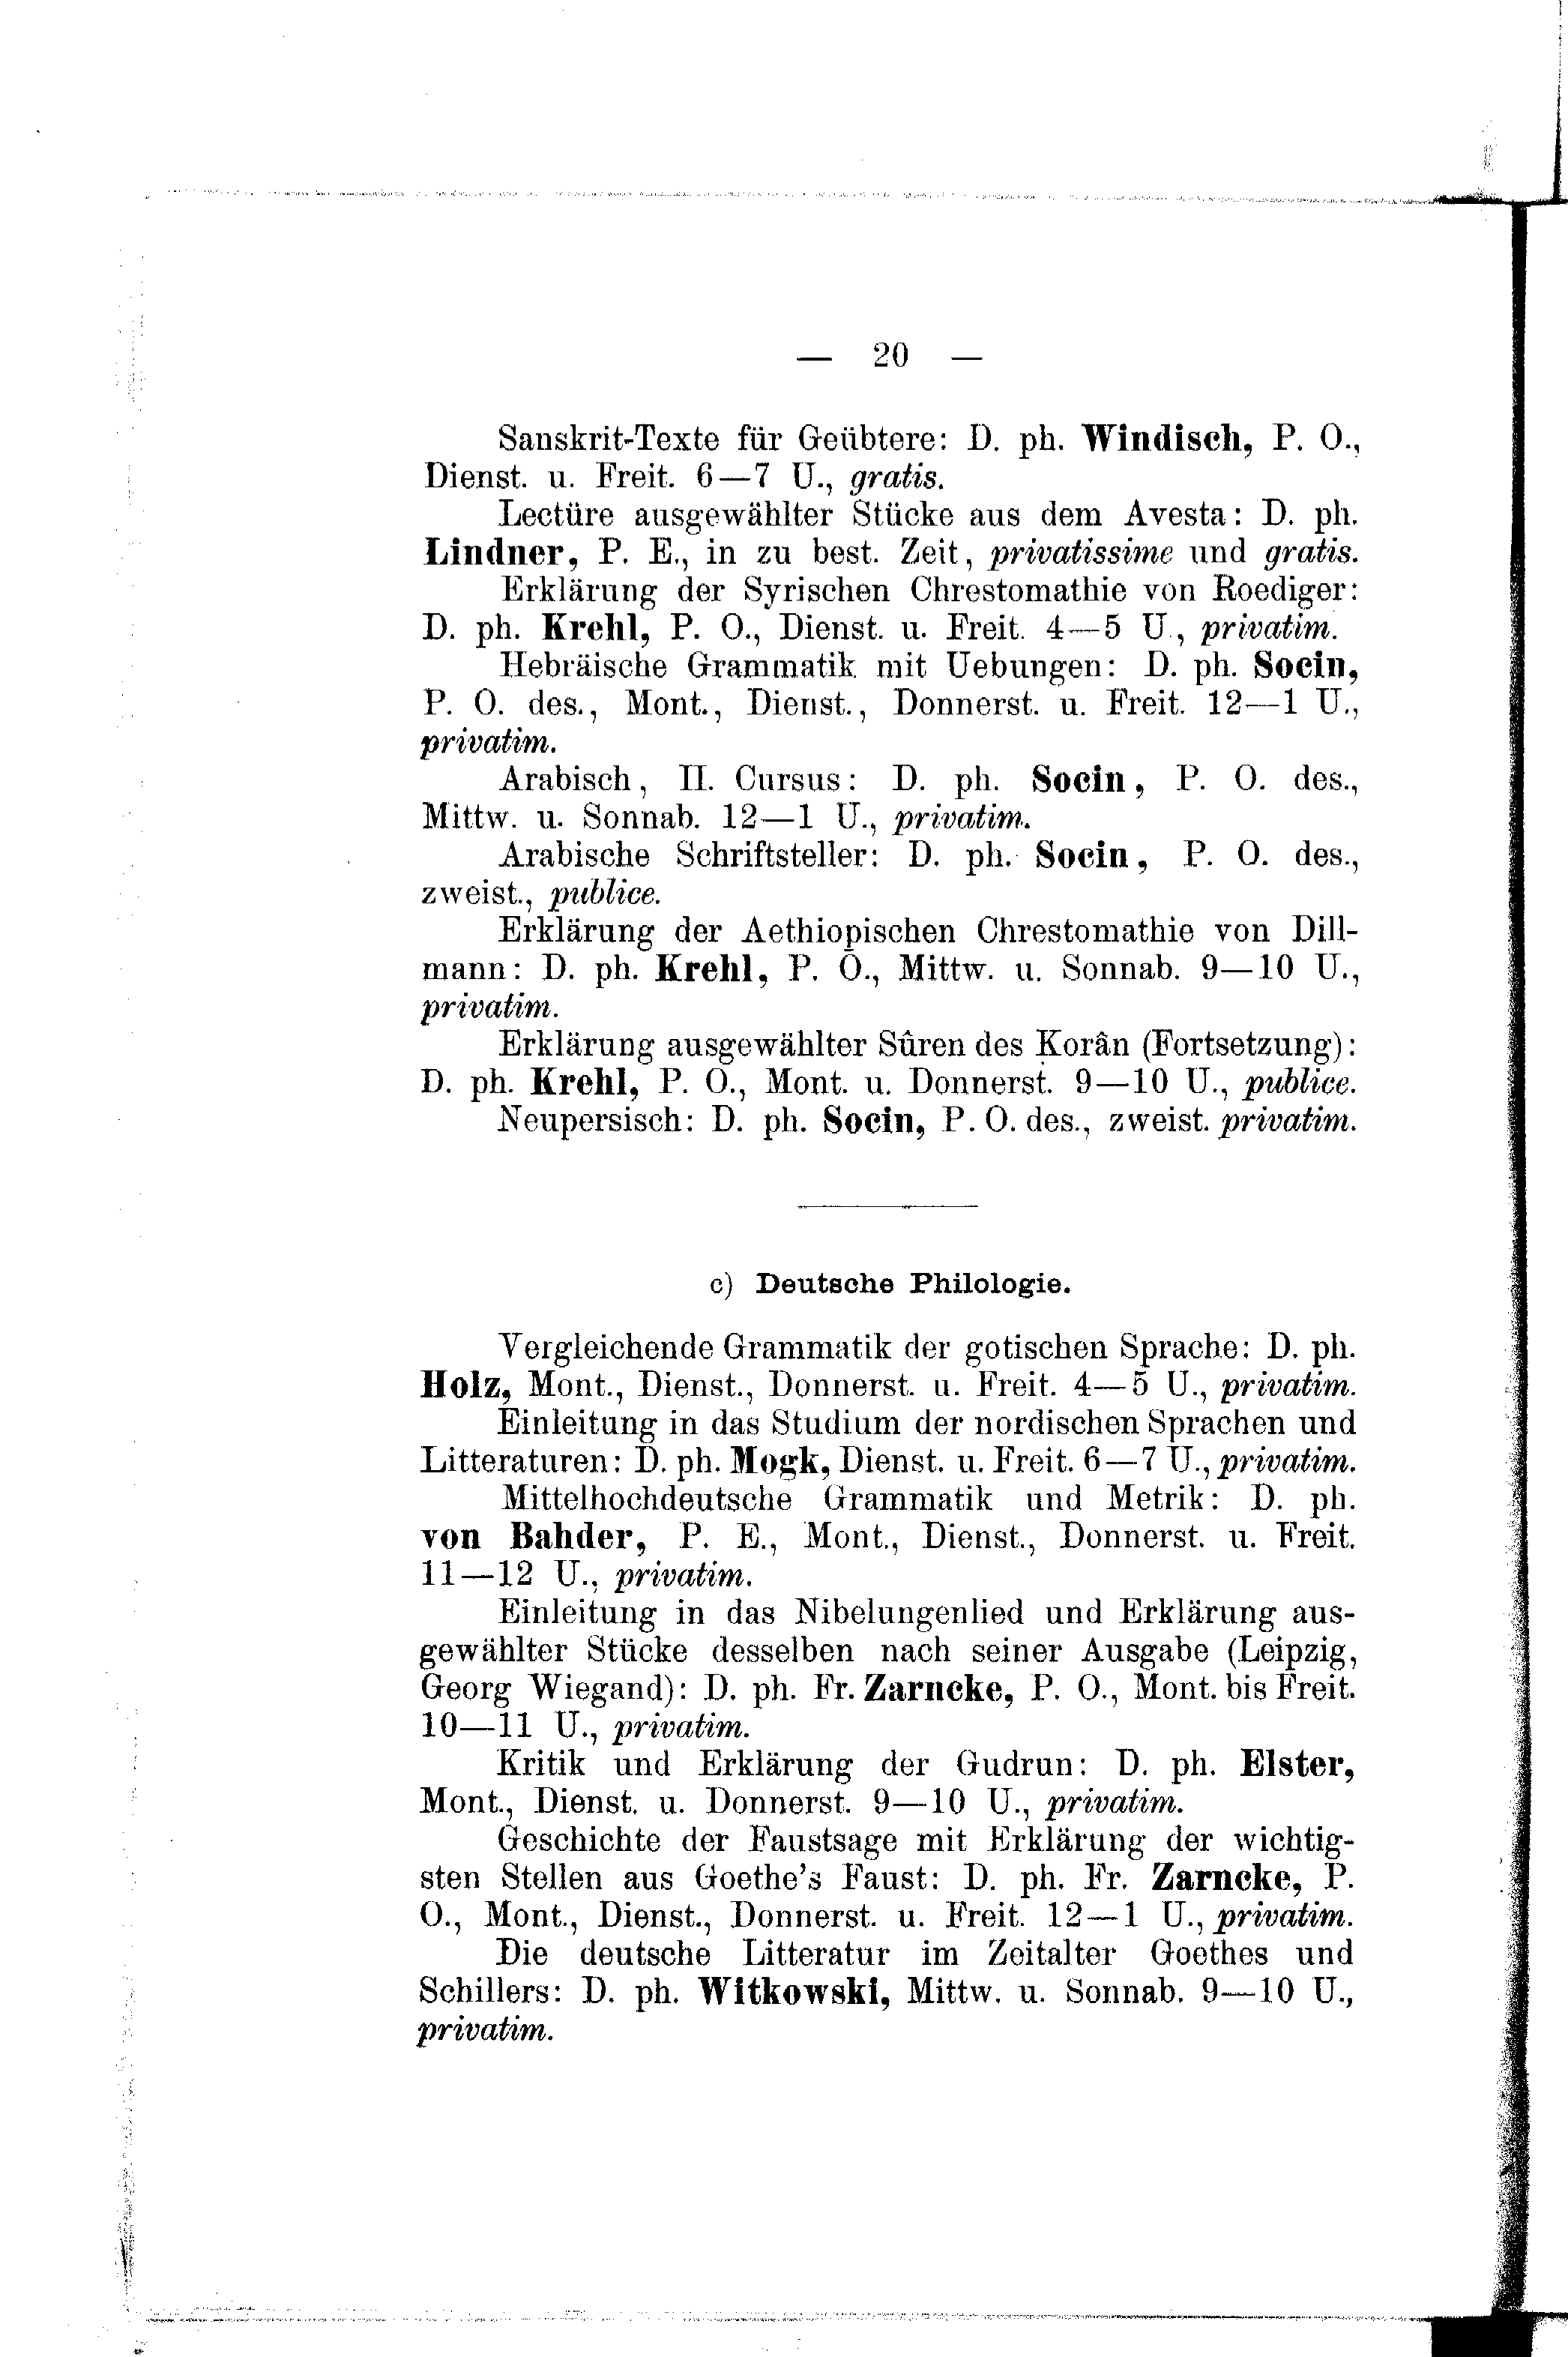 — 20 —
Sanskrit-Texte für Geübtere: D. ph. Windisch, P. O.,
Dienst. u. Freit. 6—7 U., gratis.
Lectüre ausgewählter Stücke aus dem Avesta: D. ph.
Lindner, P. E., in zu best. Zeit, privatissime und gratis.
Erklärung der Syrischen Chrestomathie von Roediger:
D. ph. Krehl, P. O., Dienst. u. Freit. 4—5 U., privatim.
Hebräische Grammatik mit Uebungen: D. ph. Socin,
P. O. des., Mont., Dienst., Donnerst. u. Freit. 12—1 U.,
privatim.
Arabisch, II. Cursus: D. ph. Socin, P. O. des.,
Mittw. u. Sonnab. 12—1 U., privatim.
Arabische Schriftsteller: D. ph. Socin, P. O. des.,
zweist., publice.
Erklärung der Aethiopischen Chrestomathie von Dill-
mann: D. ph. Krehl, P. O., Mittw. u. Sonnab. 9—10 U.,
privatim.
Erklärung ausgewählter Sûren des Korân (Fortsetzung):
D. ph. Krehl, P. O., Mont. u. Donnerst. 9—10 U., publice.
Neupersisch: D. ph. Socin, P. O. des., zweist. privatim.
c) Deutsche Philologie.
Vergleichende Grammatik der gotischen Sprache: D. ph.
Holz, Mont., Dienst., Donnerst. u. Freit. 4—5 U., privatim.
Einleitung in das Studium der nordischen Sprachen und
Litteraturen: D. ph. Mogk, Dienst. u. Freit. 6—7 U., privatim.
Mittelhochdeutsche Grammatik und Metrik: D. ph.
von Bahder, P. E., Mont., Dienst., Donnerst. u. Freit.
11—12 U., privatim.
Einleitung in das Nibelungenlied und Erklärung aus-
gewählter Stücke desselben nach seiner Ausgabe (Leipzig,
Georg Wiegand): D. ph. Fr. Zarncke, P. O., Mont. bis Freit.
10—11 U., privatim.
Kritik und Erklärung der Gudrun: D. ph. Elster,
Mont., Dienst. u. Donnerst. 9—10 U., privatim.
Geschichte der Faustsage mit Erklärung der wichtig-
sten Stellen aus Goethe's Faust: D. ph. Fr. Zarncke, P.
O., Mont., Dienst., Donnerst. u. Freit. 12—1 U., privatim.
Die deutsche Litteratur im Zeitalter Goethes und
Schillers: D. ph. Witkowski, Mittw. u. Sonnab. 9—10 U.,
privatim.